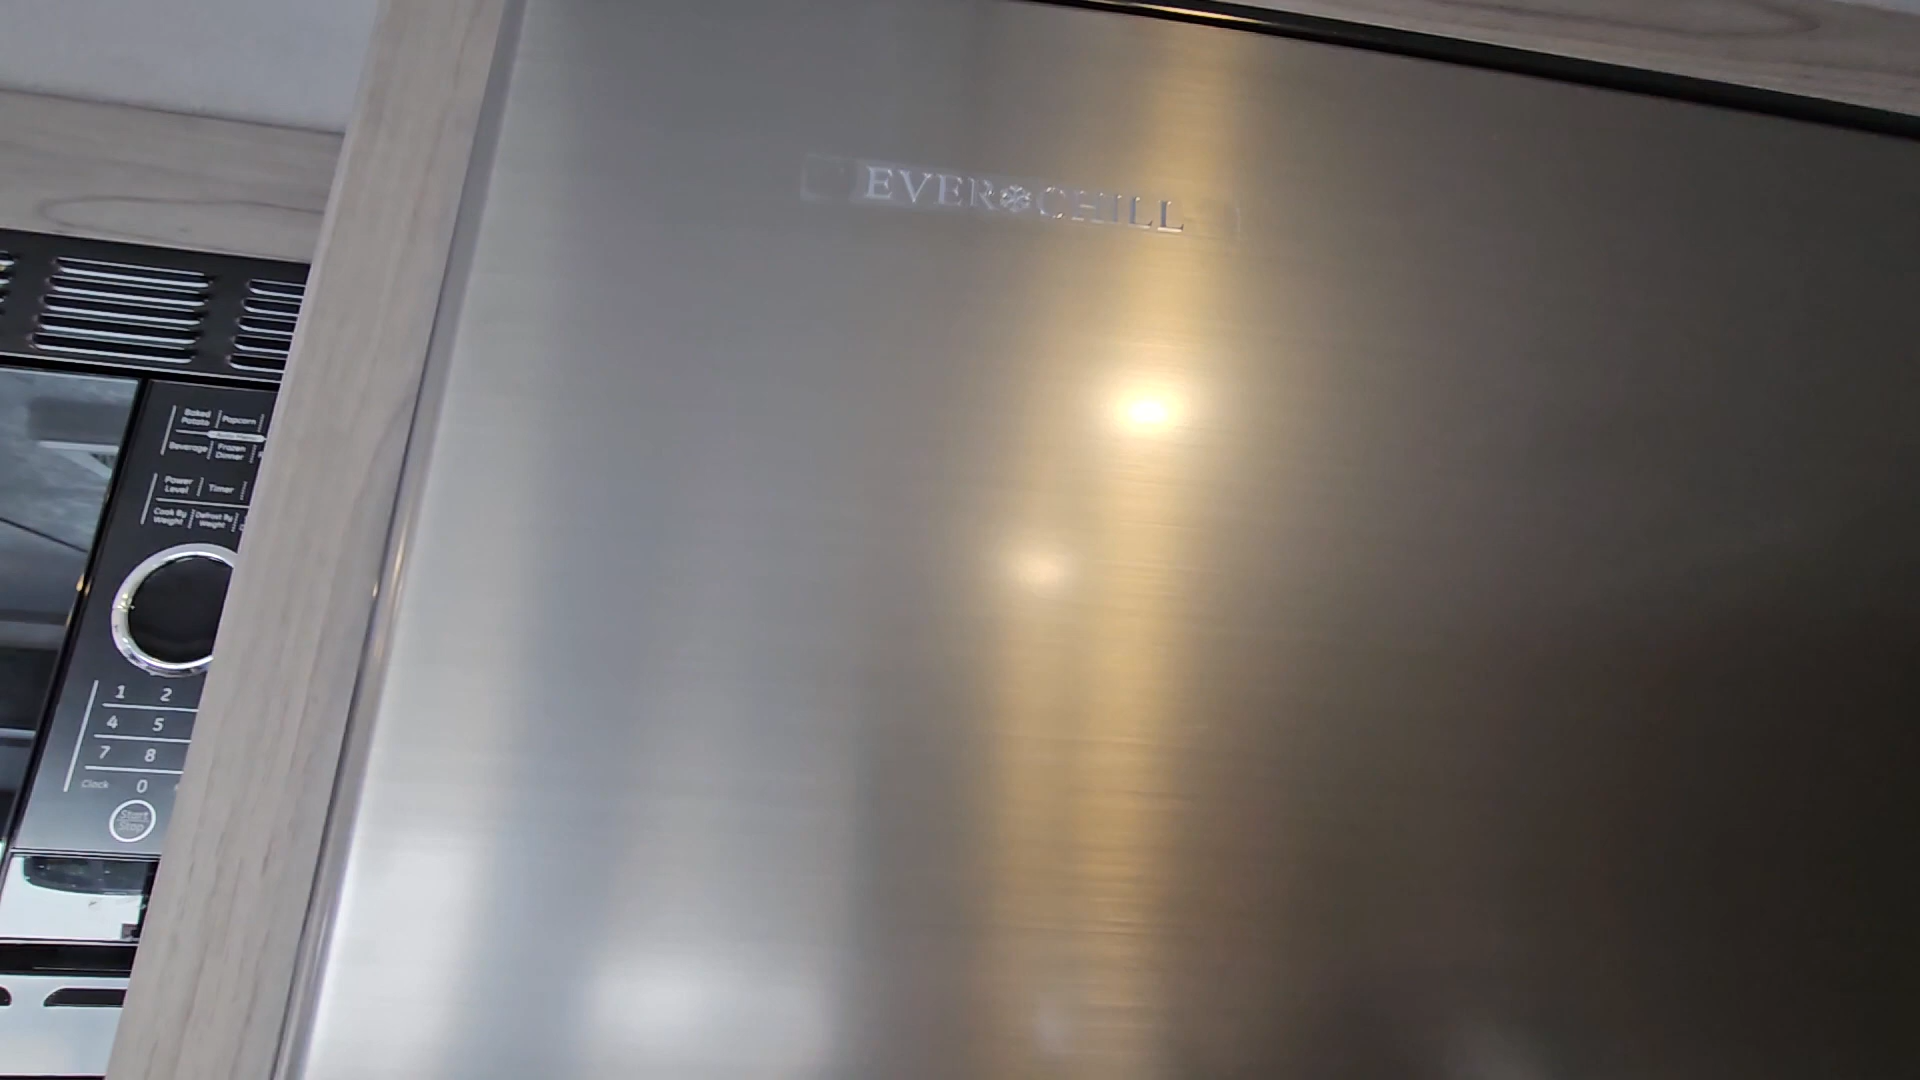 EVER CHILL
Baked Potato
Popcorn
Beverage
Frozen Dinner
Power Level
Timer
Cook By Weight
Defrost By Weight
1 2
4 5
7 8
Clock 0
Start Stop